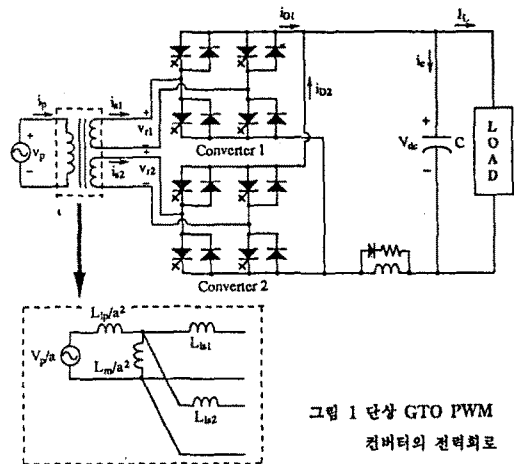 i_D1
I_L
i_D2
i_c
i_p
i_s1
+
v_r1
−
+
v_p
−
Converter 1
+
V_dc
−
C
LOAD
i_s2
+
v_r2
−
Converter 2
L_lp/a²
L_ls1
V_p/a
L_m/a²
L_ls2
그림 1 단상 GTO PWM
컨버터의 전력회로